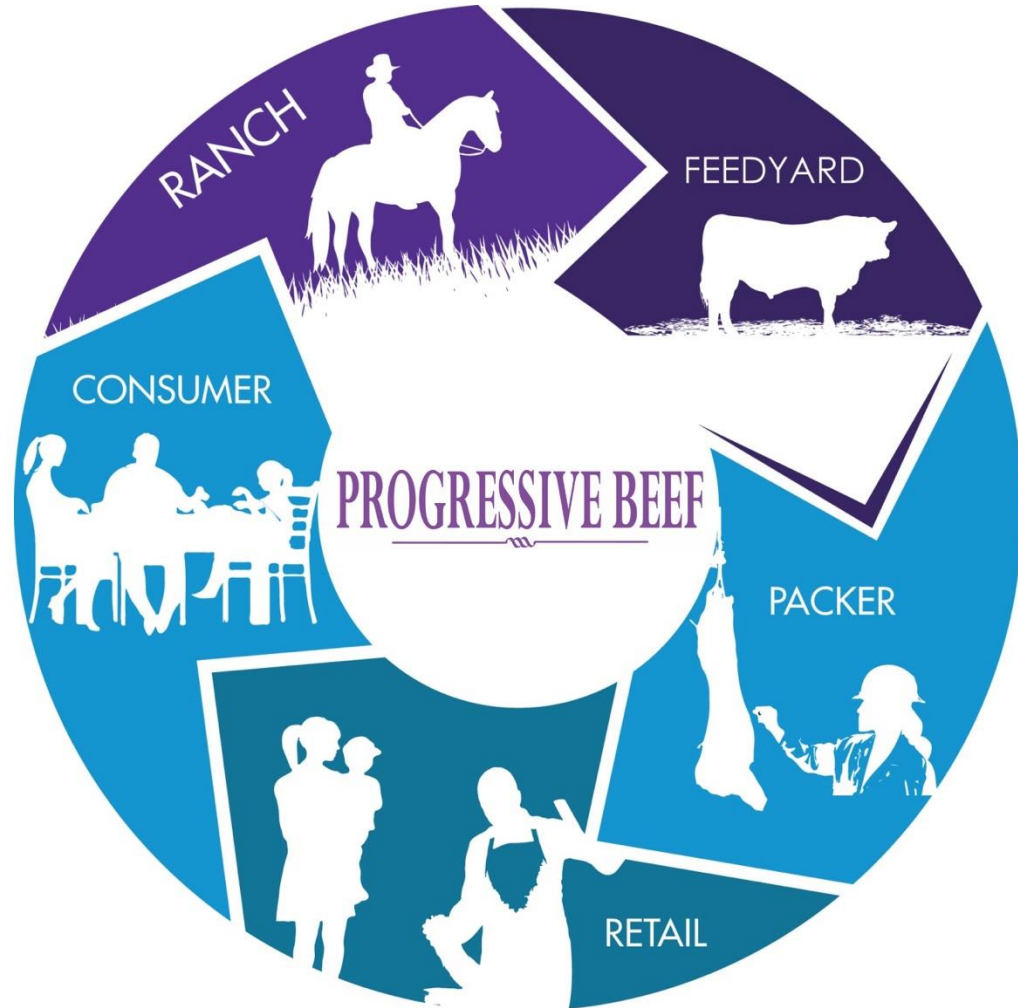 RANCH
FEEDYARD
CONSUMER
PROGRESSIVE BEEF
PACKER
RETAIL